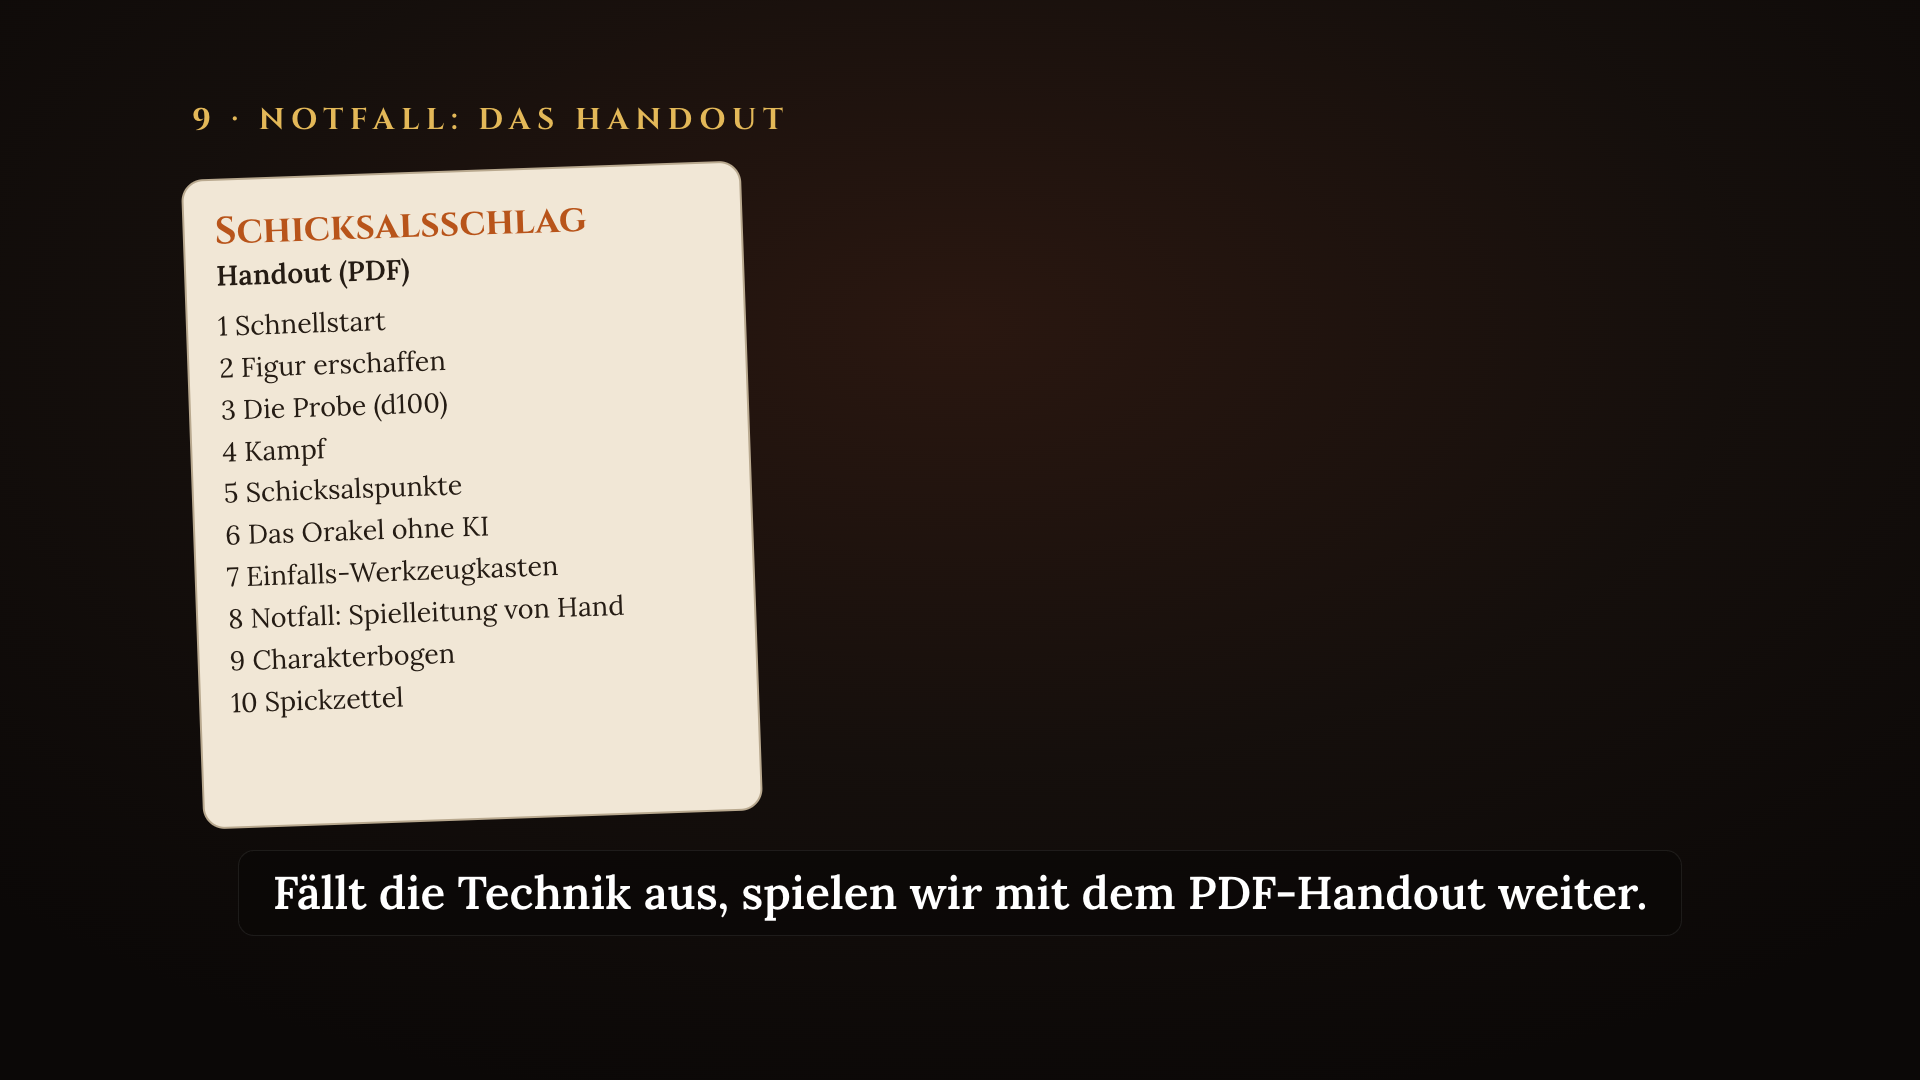 9 · NOTFALL: DAS HANDOUT
SCHICKSALSSCHLAG
Handout (PDF)
1 Schnellstart
2 Figur erschaffen
3 Die Probe (d100)
4 Kampf
5 Schicksalspunkte
6 Das Orakel ohne KI
7 Einfalls-Werkzeugkasten
8 Notfall: Spielleitung von Hand
9 Charakterbogen
10 Spickzettel
Fällt die Technik aus, spielen wir mit dem PDF-Handout weiter.